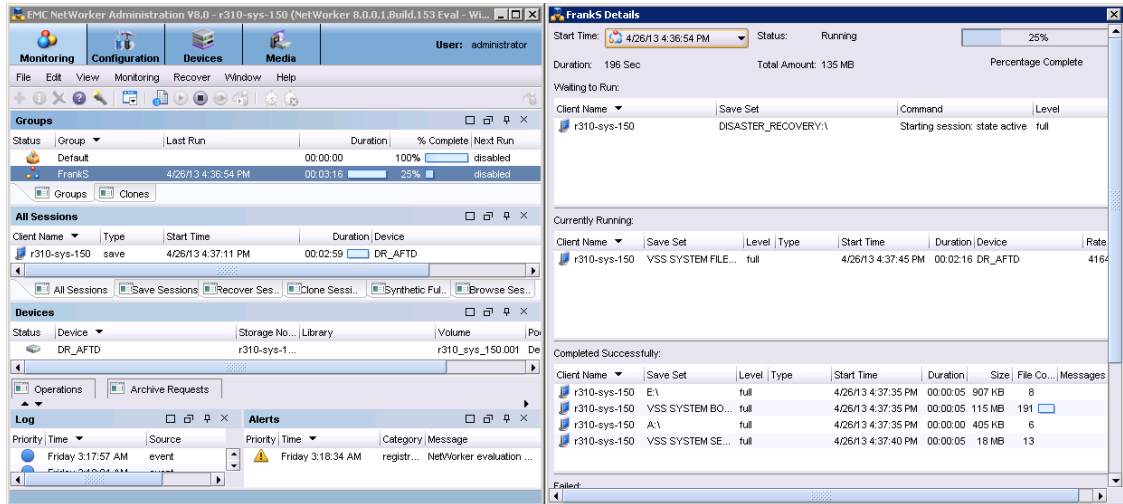 EMC NetWorker Administration V8.0 - r310-sys-150 (NetWorker 8.0.0.1.Build.153 Eval - Wi...
Monitoring Configuration Devices Media User: administrator
File Edit View Monitoring Recover Window Help
Groups
Status Group Last Run Duration % Complete Next Run
Default 00:00:00 100% disabled
FrankS 4/26/13 4:36:54 PM 00:03:16 25% disabled
Groups Clones
All Sessions
Client Name Type Start Time Duration Device
r310-sys-150 save 4/26/13 4:37:11 PM 00:02:59 DR_AFTD
All Sessions Save Sessions Recover Ses.. Clone Sessi.. Synthetic Ful.. Browse Ses..
Devices
Status Device Storage No... Library Volume Po
DR_AFTD r310-sys-1... r310_sys_150.001 De
Operations Archive Requests
Log
Priority Time Source
Friday 3:17:57 AM event
Alerts
Priority Time Category Message
Friday 3:18:34 AM registr... NetWorker evaluation ...
FrankS Details
Start Time: 4/26/13 4:36:54 PM Status: Running 25%
Duration: 196 Sec Total Amount: 135 MB Percentage Complete
Waiting to Run:
Client Name Save Set Command Level
r310-sys-150 DISASTER_RECOVERY:\ Starting session: state active full
Currently Running:
Client Name Save Set Level Type Start Time Duration Device Rate
r310-sys-150 VSS SYSTEM FILE... full 4/26/13 4:37:45 PM 00:02:16 DR_AFTD 4164
Completed Successfully:
Client Name Save Set Level Type Start Time Duration Size File Co... Messages
r310-sys-150 E:\ full 4/26/13 4:37:35 PM 00:00:05 907 KB 8
r310-sys-150 VSS SYSTEM BO... full 4/26/13 4:37:35 PM 00:00:05 115 MB 191
r310-sys-150 A:\ full 4/26/13 4:37:35 PM 00:00:00 405 KB 6
r310-sys-150 VSS SYSTEM SE... full 4/26/13 4:37:40 PM 00:00:05 18 MB 13
Failed: